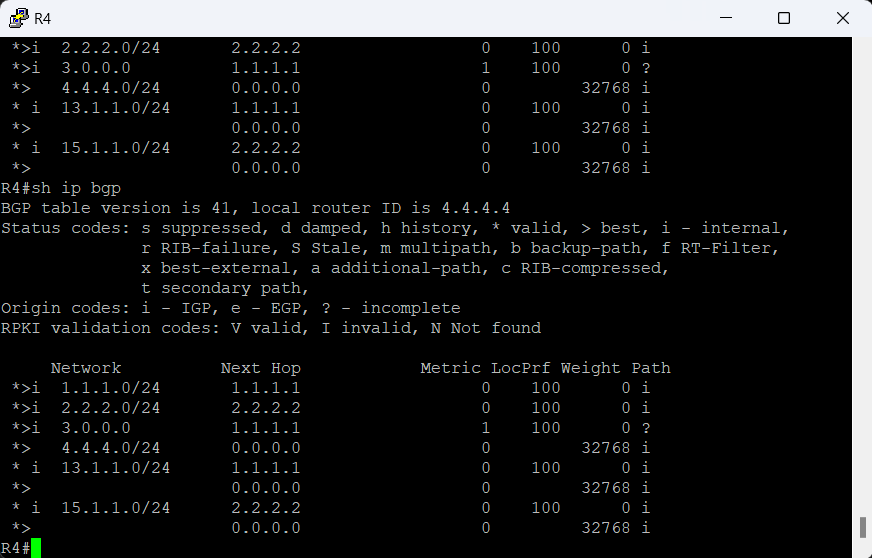 R4
*>i 2.2.2.0/24 2.2.2.2 0 100 0 i
*>i 3.0.0.0 1.1.1.1 1 100 0 ?
*> 4.4.4.0/24 0.0.0.0 0 32768 i
* i 13.1.1.0/24 1.1.1.1 0 100 0 i
*> 0.0.0.0 0 32768 i
* i 15.1.1.0/24 2.2.2.2 0 100 0 i
*> 0.0.0.0 0 32768 i
R4#sh ip bgp
BGP table version is 41, local router ID is 4.4.4.4
Status codes: s suppressed, d damped, h history, * valid, > best, i - internal,
r RIB-failure, S Stale, m multipath, b backup-path, f RT-Filter,
x best-external, a additional-path, c RIB-compressed,
t secondary path,
Origin codes: i - IGP, e - EGP, ? - incomplete
RPKI validation codes: V valid, I invalid, N Not found
Network Next Hop Metric LocPrf Weight Path
*>i 1.1.1.0/24 1.1.1.1 0 100 0 i
*>i 2.2.2.0/24 2.2.2.2 0 100 0 i
*>i 3.0.0.0 1.1.1.1 1 100 0 ?
*> 4.4.4.0/24 0.0.0.0 0 32768 i
* i 13.1.1.0/24 1.1.1.1 0 100 0 i
*> 0.0.0.0 0 32768 i
* i 15.1.1.0/24 2.2.2.2 0 100 0 i
*> 0.0.0.0 0 32768 i
R4#